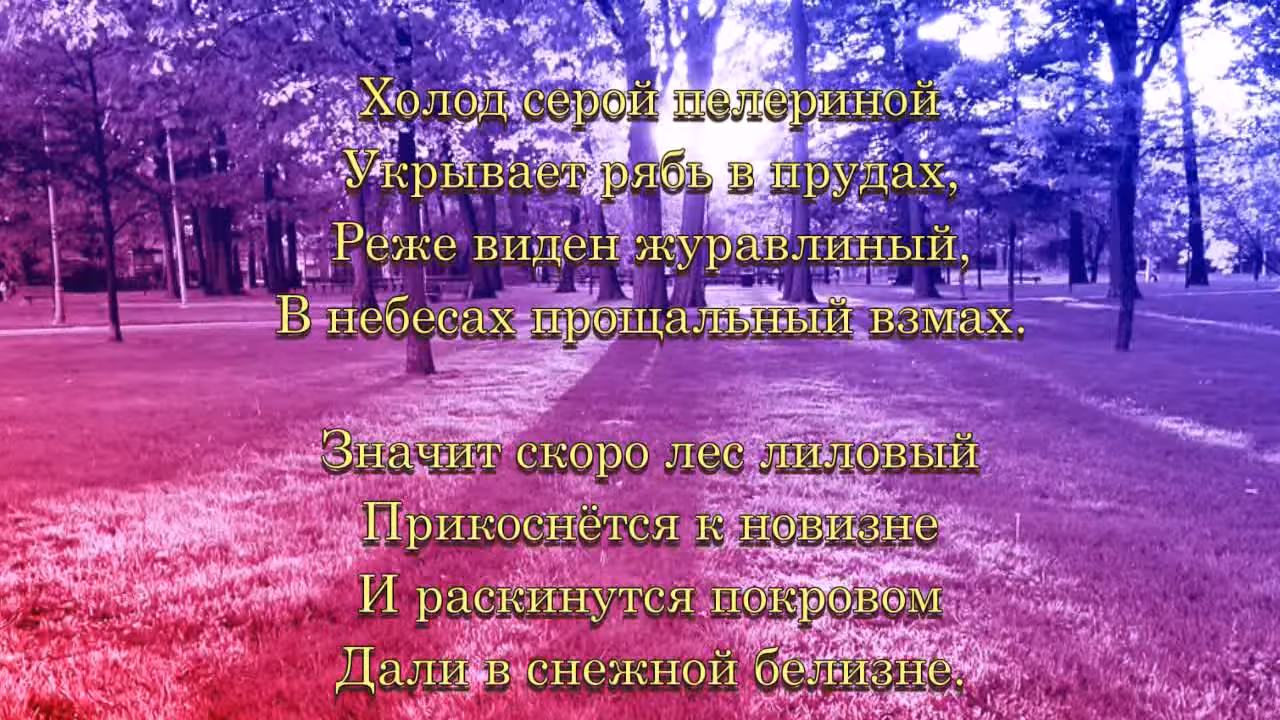 Холод серой пелериной
Укрывает рябь в прудах,
Реже виден журавлиный,
В небесах прощальный взмах.
Значит скоро лес лиловый
Прикоснётся к новизне
И раскинутся покровом
Дали в снежной белизне.